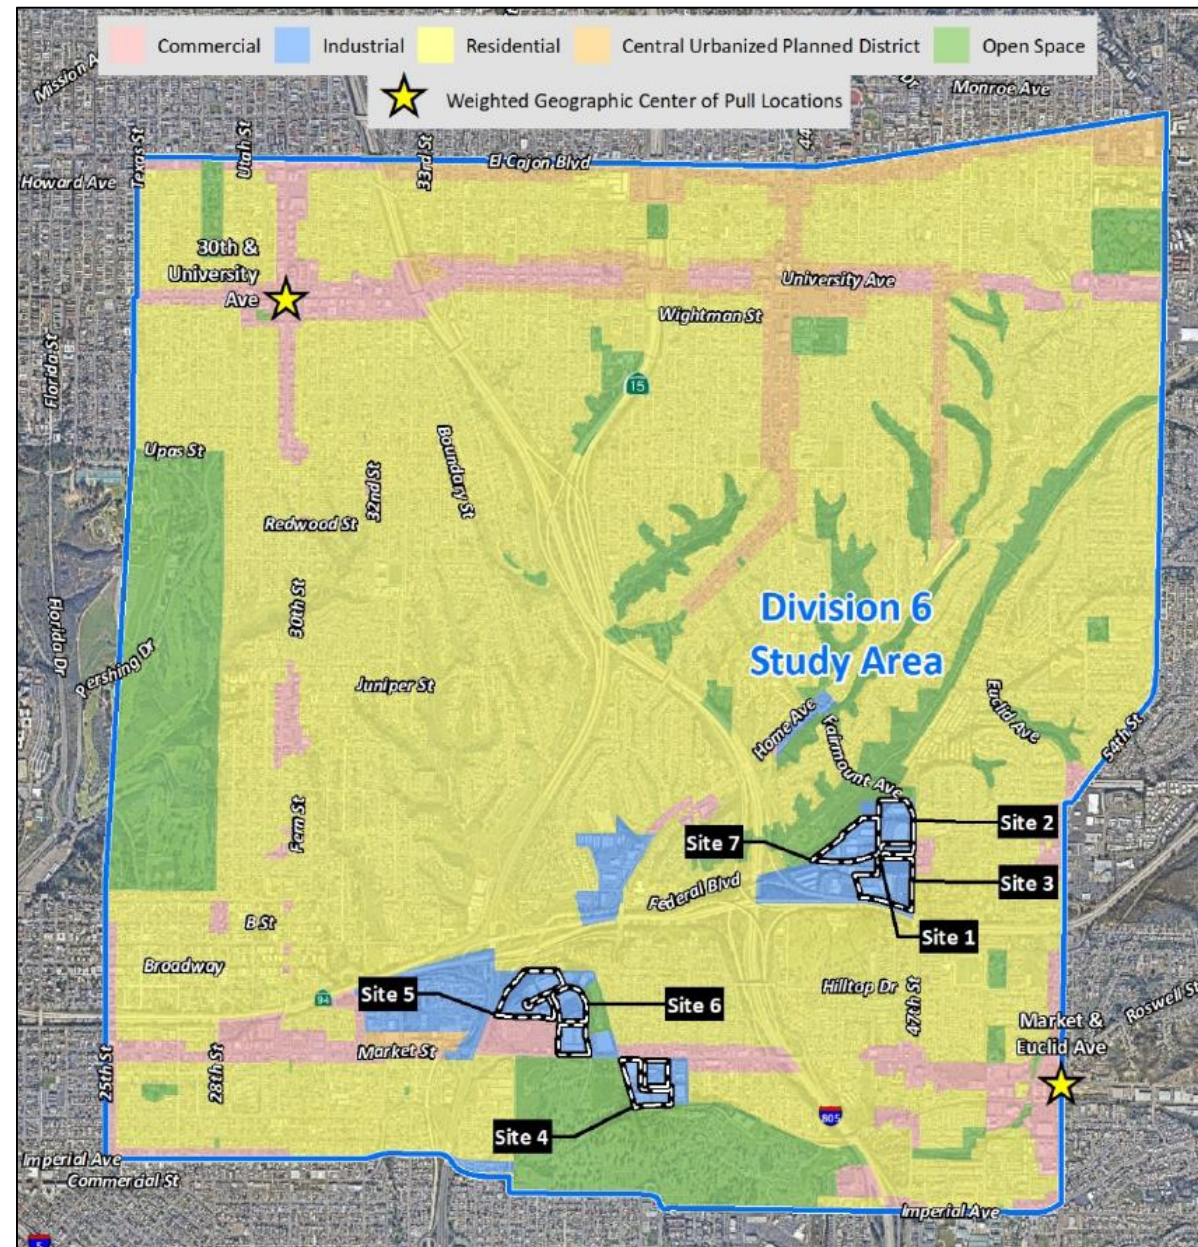 Commercial
Industrial
Residential
Central Urbanized Planned District
Open Space
Weighted Geographic Center of Pull Locations
Mission A
Dr
Monroe Ave
Texas St
Utah St
33rd St
44
El Cajon Blvd
Howard Ave
30th &
University
Ave
University Ave
Wightman St
Florida St
15
Upas St
Boundary St
32nd St
Redwood St
30th St
Division 6
Study Area
Florida Dr
Pershing Dr
Juniper St
Euclid Ave
Home Ave
Fairmount Ave
54th St
Fern St
Site 2
Site 7
Federal Blvd
Site 3
B St
Site 1
Broadway
Hilltop Dr
47th St
94
Site 5
Site 6
Roswell St
Market &
Euclid Ave
25th St
28th St
Market St
805
Site 4
Imperial Ave
Commercial St
Imperial Ave
5